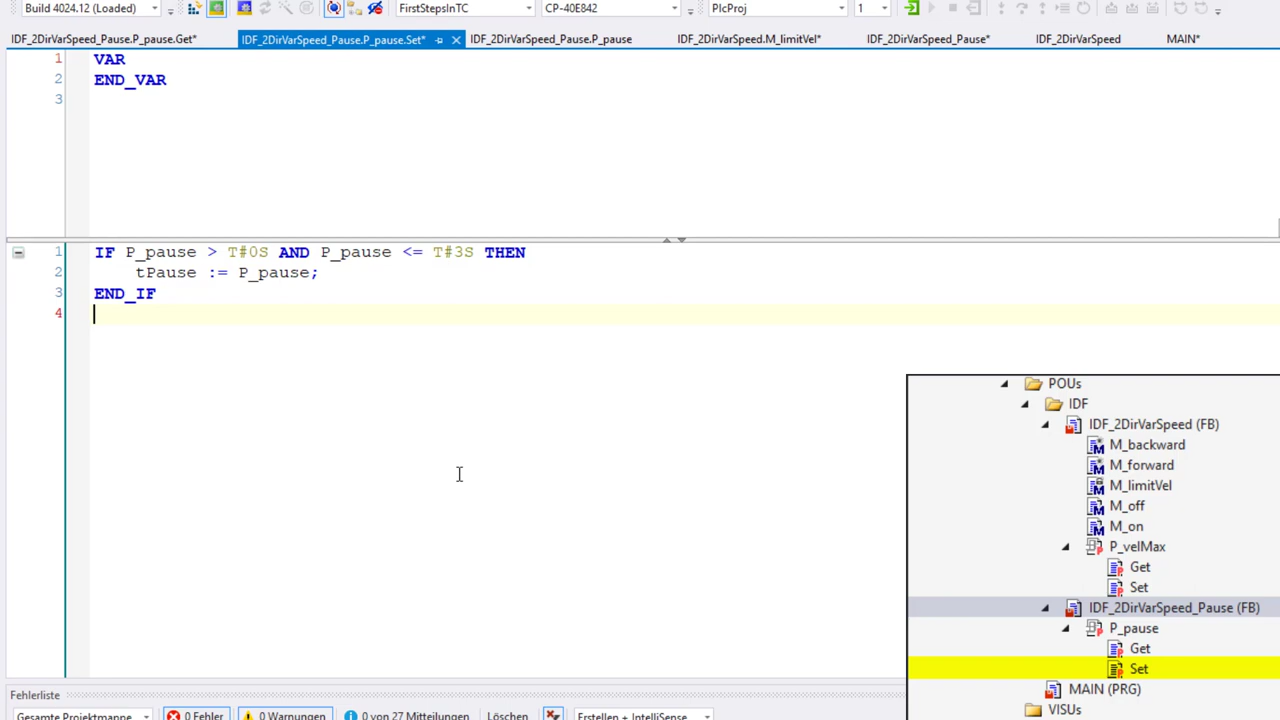 Build 4024.12 (Loaded) FirstStepsInTC CP-40E842 PlcProj 1
IDF_2DirVarSpeed_Pause.P_pause.Get* IDF_2DirVarSpeed_Pause.P_pause.Set* IDF_2DirVarSpeed_Pause.P_pause IDF_2DirVarSpeed.M_limitVel* IDF_2DirVarSpeed_Pause* IDF_2DirVarSpeed MAIN*
1 VAR
2 END_VAR
3
1 IF P_pause > T#0S AND P_pause <= T#3S THEN
2 tPause := P_pause;
3 END_IF
4
POUs
IDF
IDF_2DirVarSpeed (FB)
M_backward
M_forward
M_limitVel
M_off
M_on
P_velMax
Get
Set
IDF_2DirVarSpeed_Pause (FB)
P_pause
Get
Set
MAIN (PRG)
VISUs
Fehlerliste
Gesamte Projektmappe 0 Fehler 0 Warnungen 0 von 27 Mitteilungen Löschen Erstellen + IntelliSense